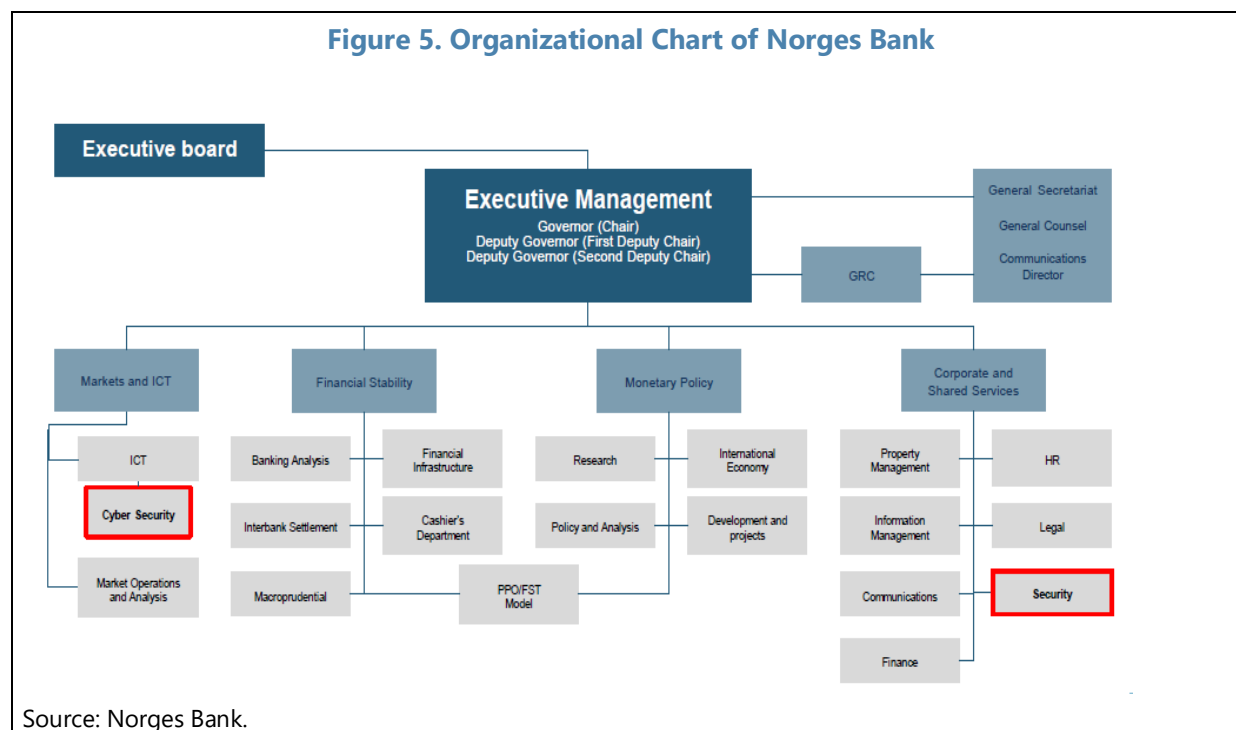 Figure 5. Organizational Chart of Norges Bank
Executive board
Executive Management
Governor (Chair)
Deputy Governor (First Deputy Chair)
Deputy Governor (Second Deputy Chair)
General Secretariat
General Counsel
Communications
Director
GRC
Markets and ICT
Financial Stability
Monetary Policy
Corporate and
Shared Services
ICT
Cyber Security
Market Operations
and Analysis
Banking Analysis
Financial
Infrastructure
Interbank Settlement
Cashier's
Department
Macroprudential
PPO/FST
Model
Research
International
Economy
Policy and Analysis
Development and
projects
Property
Management
HR
Information
Management
Legal
Communications
Security
Finance
Source: Norges Bank.